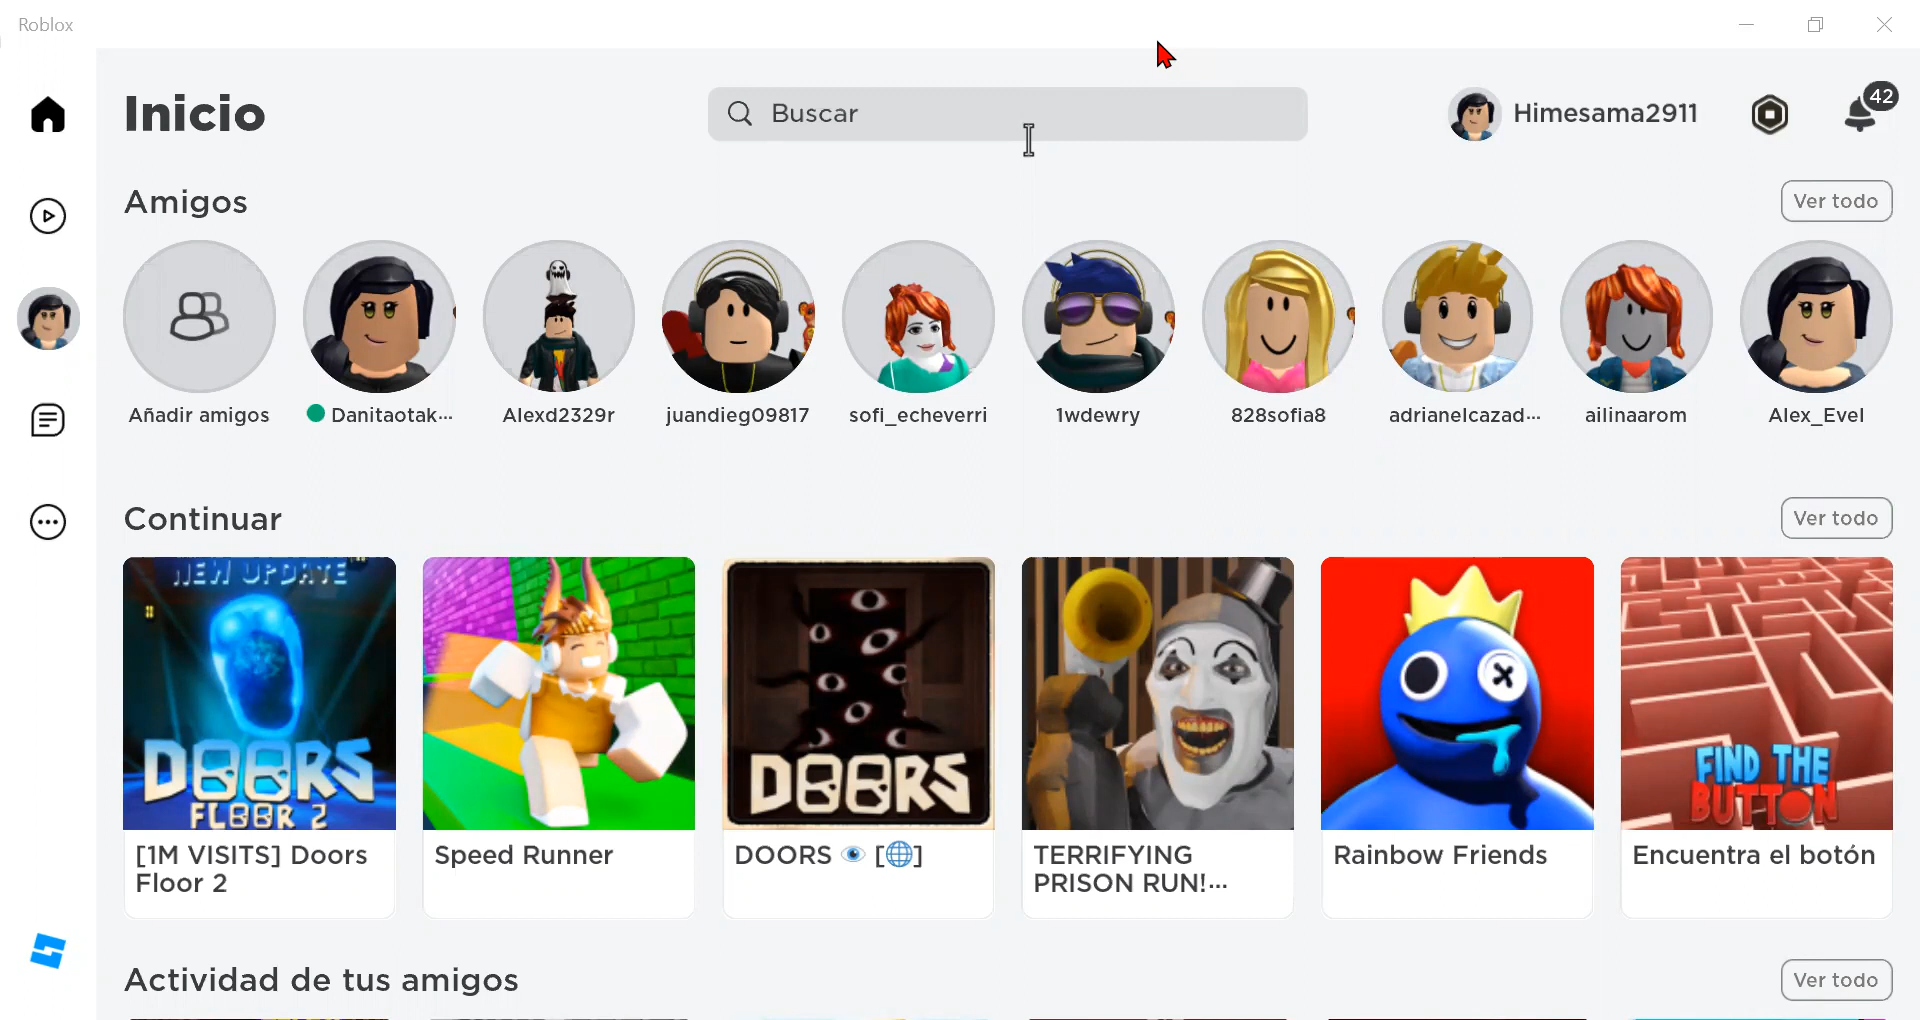 Roblox
Inicio
Buscar
Himesama2911
42
Amigos
Ver todo
Añadir amigos
Danitaotak...
Alexd2329r
juandieg09817
sofi_echeverri
1wdewry
828sofia8
adrianelcazad...
ailinaarom
Alex_Evel
Continuar
Ver todo
NEW UPDATE
DOORS
FLOOR 2
DOORS
FIND THE
BUTTON
[1M VISITS] Doors
Floor 2
Speed Runner
DOORS 👁 [🌐]
TERRIFYING
PRISON RUN!...
Rainbow Friends
Encuentra el botón
Actividad de tus amigos
Ver todo